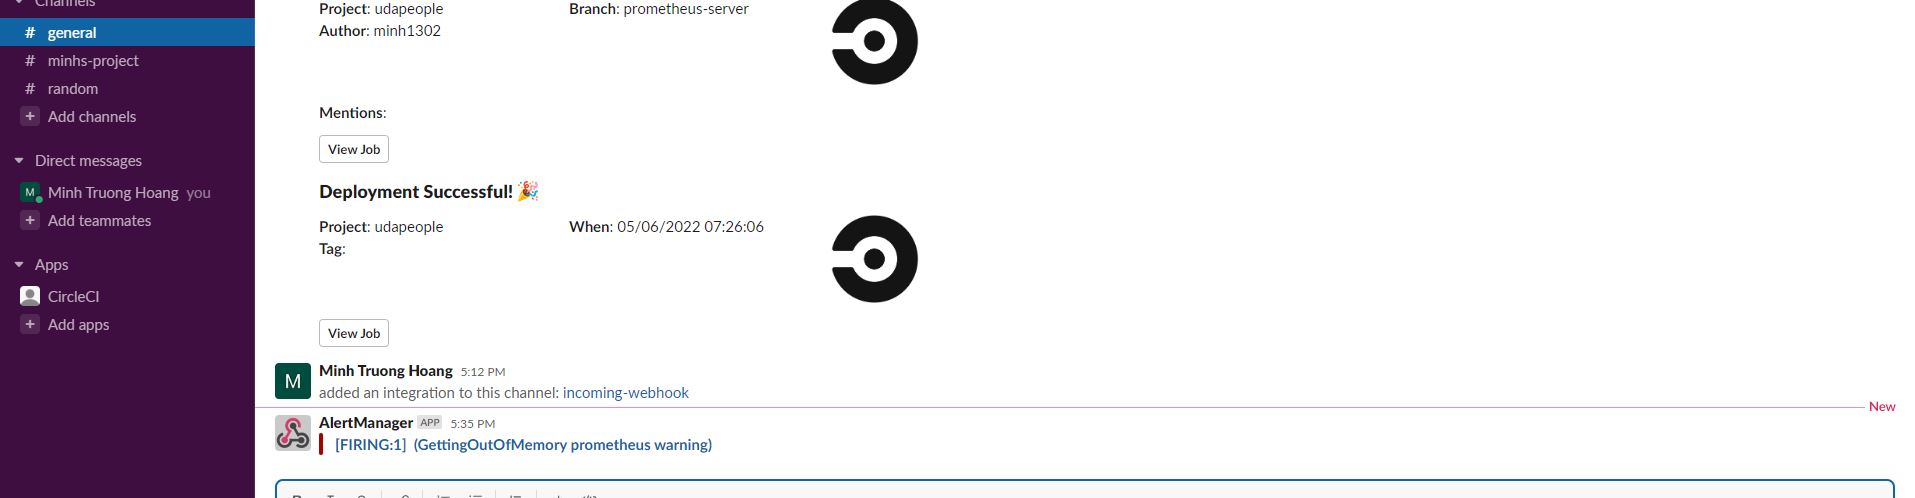 Channels
# general
# minhs-project
# random
+ Add channels
Direct messages
M Minh Truong Hoang you
+ Add teammates
Apps
CircleCI
+ Add apps
Project: udapeople Branch: prometheus-server
Author: minh1302
Mentions:
View Job
Deployment Successful! 🎉
Project: udapeople When: 05/06/2022 07:26:06
Tag:
View Job
M Minh Truong Hoang 5:12 PM
added an integration to this channel: incoming-webhook
New
AlertManager APP 5:35 PM
[FIRING:1] (GettingOutOfMemory prometheus warning)